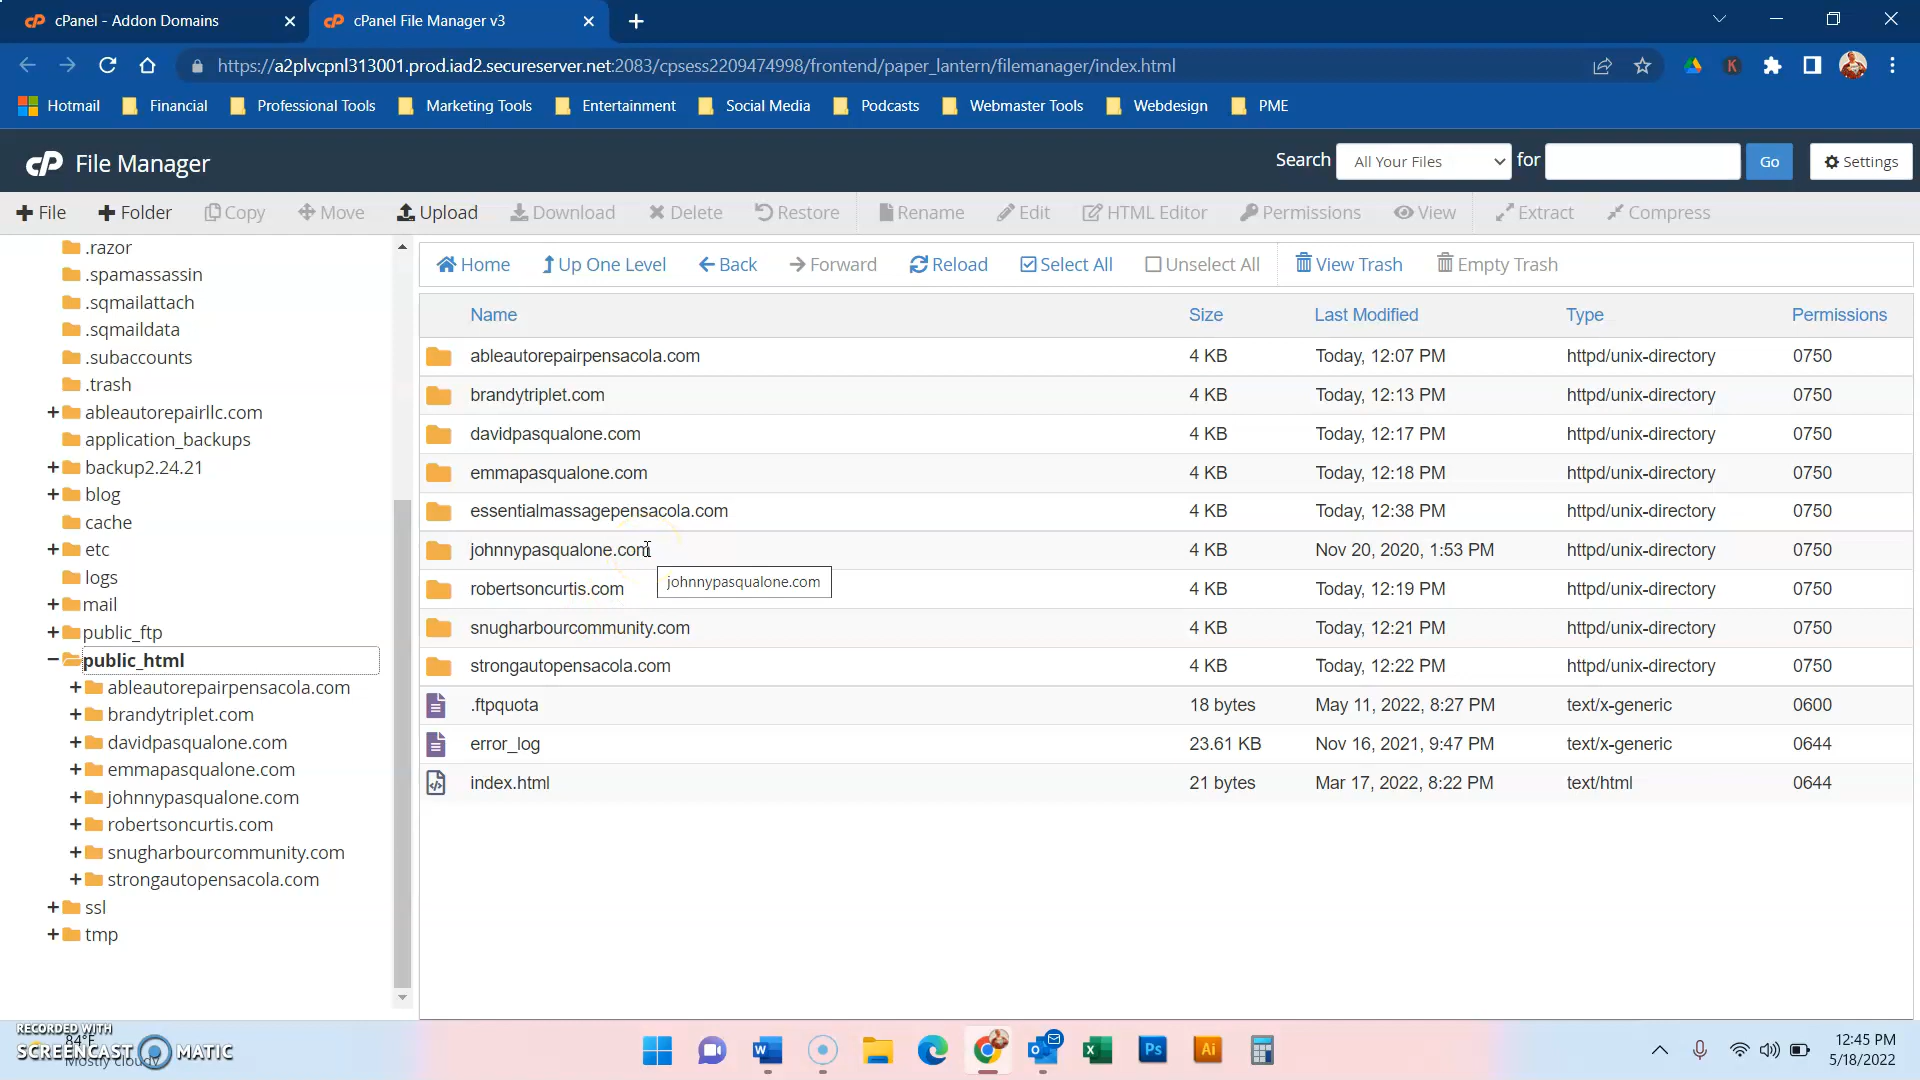 cPanel - Addon Domains
cPanel File Manager v3
https://a2plvcpnl313001.prod.iad2.secureserver.net:2083/cpsess2209474998/frontend/paper_lantern/filemanager/index.html
Hotmail Financial Professional Tools Marketing Tools Entertainment Social Media Podcasts Webmaster Tools Webdesign PME
cP File Manager
Search All Your Files for Go Settings
File Folder Copy Move Upload Download Delete Restore Rename Edit HTML Editor Permissions View Extract Compress
.razor
.spamassassin
.sqmailattach
.sqmaildata
.subaccounts
.trash
ableautorepairllc.com
application_backups
backup2.24.21
blog
cache
etc
logs
mail
public_ftp
public_html
ableautorepairpensacola.com
brandytriplet.com
davidpasqualone.com
emmapasqualone.com
johnnypasqualone.com
robertsoncurtis.com
snugharbourcommunity.com
strongautopensacola.com
ssl
tmp
Home Up One Level Back Forward Reload Select All Unselect All View Trash Empty Trash
Name Size Last Modified Type Permissions
ableautorepairpensacola.com 4 KB Today, 12:07 PM httpd/unix-directory 0750
brandytriplet.com 4 KB Today, 12:13 PM httpd/unix-directory 0750
davidpasqualone.com 4 KB Today, 12:17 PM httpd/unix-directory 0750
emmapasqualone.com 4 KB Today, 12:18 PM httpd/unix-directory 0750
essentialmassagepensacola.com 4 KB Today, 12:38 PM httpd/unix-directory 0750
johnnypasqualone.com 4 KB Nov 20, 2020, 1:53 PM httpd/unix-directory 0750
johnnypasqualone.com
robertsoncurtis.com 4 KB Today, 12:19 PM httpd/unix-directory 0750
snugharbourcommunity.com 4 KB Today, 12:21 PM httpd/unix-directory 0750
strongautopensacola.com 4 KB Today, 12:22 PM httpd/unix-directory 0750
.ftpquota 18 bytes May 11, 2022, 8:27 PM text/x-generic 0600
error_log 23.61 KB Nov 16, 2021, 9:47 PM text/x-generic 0644
index.html 21 bytes Mar 17, 2022, 8:22 PM text/html 0644
RECORDED WITH
84°F
SCREENCAST MATIC
Mostly cloudy
W X Ps Ai
12:45 PM
5/18/2022